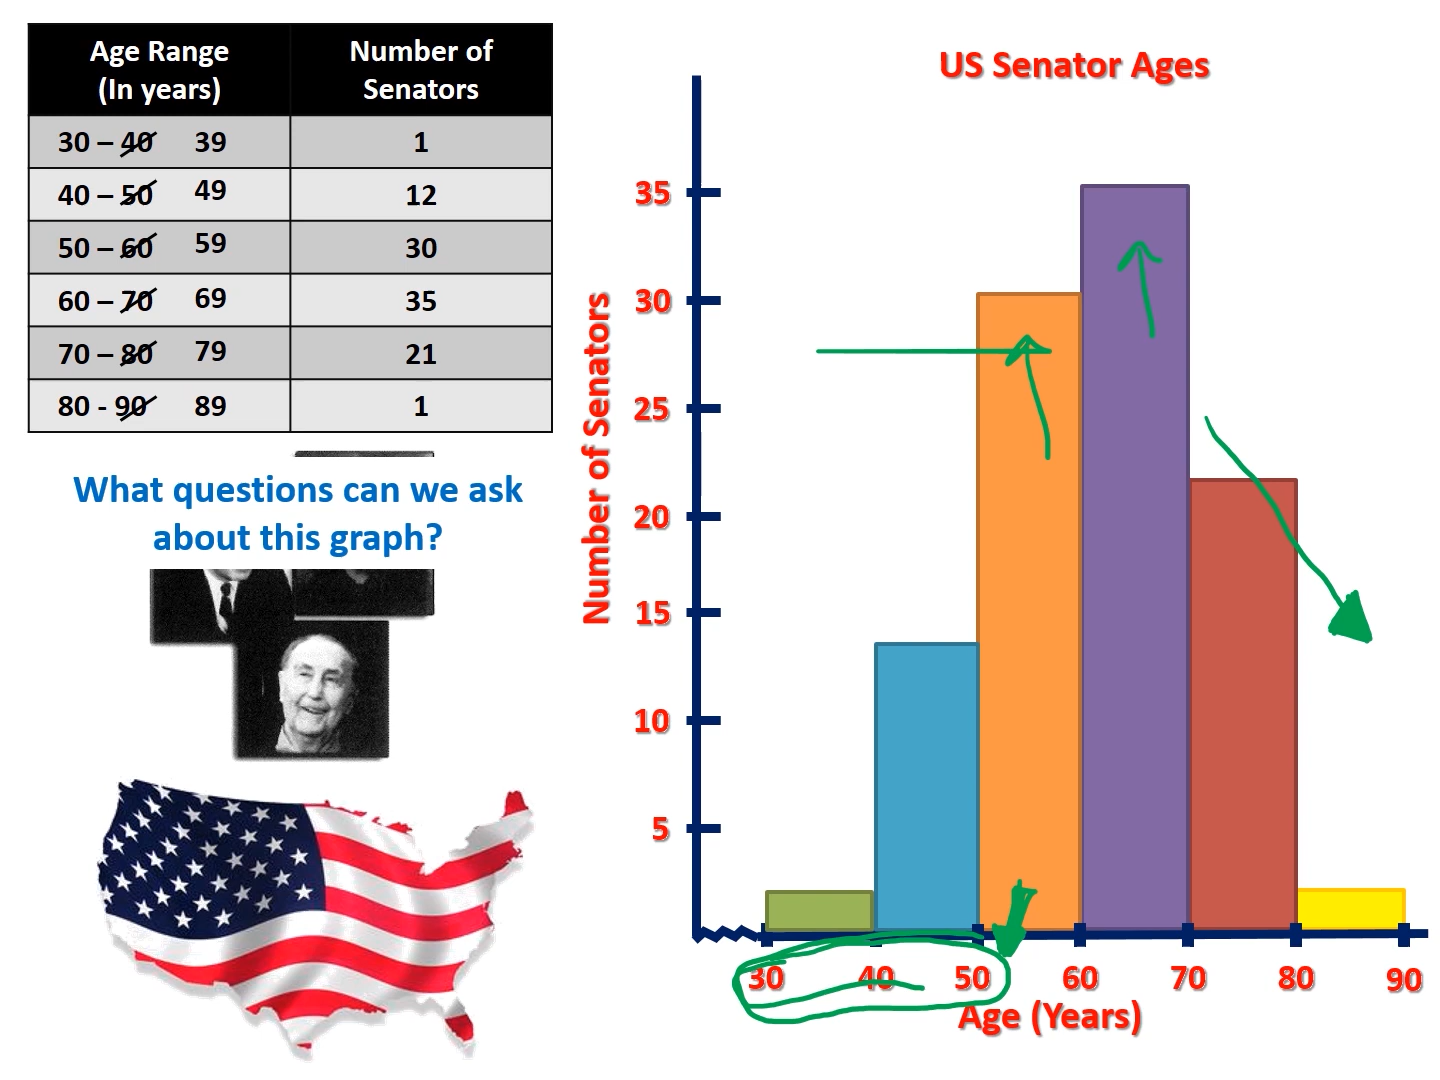 Age Range
(In years)
Number of
Senators
30 – 40 39 1
40 – 50 49 12
50 – 60 59 30
60 – 70 69 35
70 – 80 79 21
80 - 90 89 1
What questions can we ask
about this graph?
US Senator Ages
Number of Senators
35
30
25
20
15
10
5
30 40 50 60 70 80 90
Age (Years)